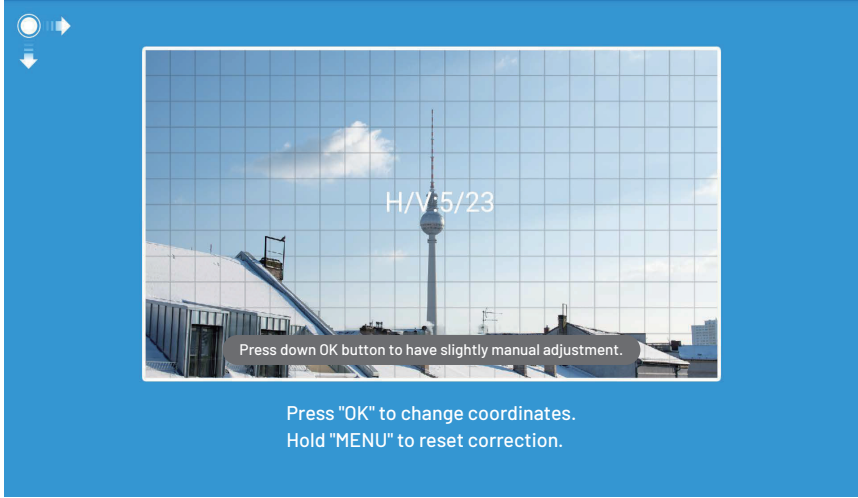 H/V:5/23
Press down OK button to have slightly manual adjustment.
Press "OK" to change coordinates.
Hold "MENU" to reset correction.